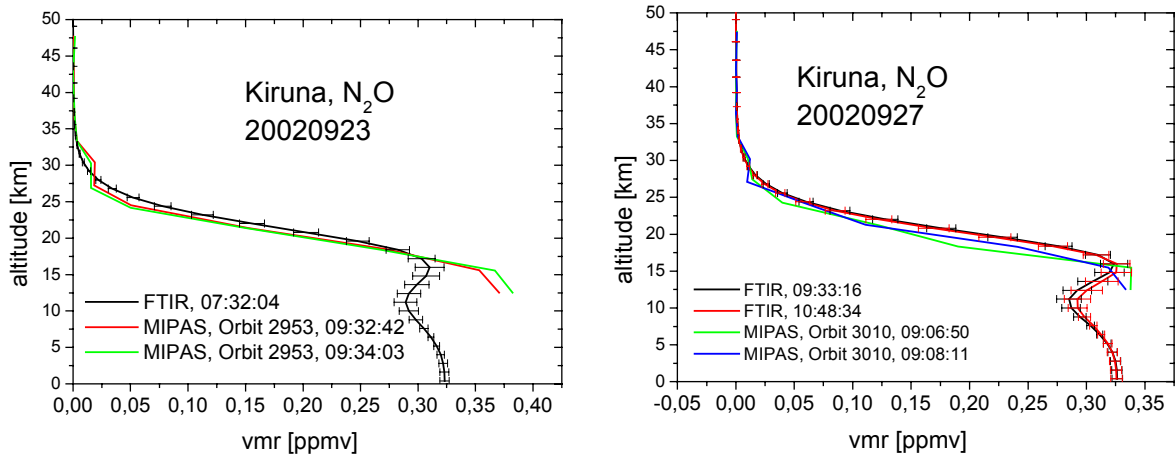 50
45
40
35
30
25
20
15
10
5
0
altitude [km]
Kiruna, N₂O
20020923
FTIR, 07:32:04
MIPAS, Orbit 2953, 09:32:42
MIPAS, Orbit 2953, 09:34:03
0,00 0,05 0,10 0,15 0,20 0,25 0,30 0,35 0,40
vmr [ppmv]
50
45
40
35
30
25
20
15
10
5
0
altitude [km]
Kiruna, N₂O
20020927
FTIR, 09:33:16
FTIR, 10:48:34
MIPAS, Orbit 3010, 09:06:50
MIPAS, Orbit 3010, 09:08:11
-0,05 0,00 0,05 0,10 0,15 0,20 0,25 0,30 0,35
vmr [ppmv]